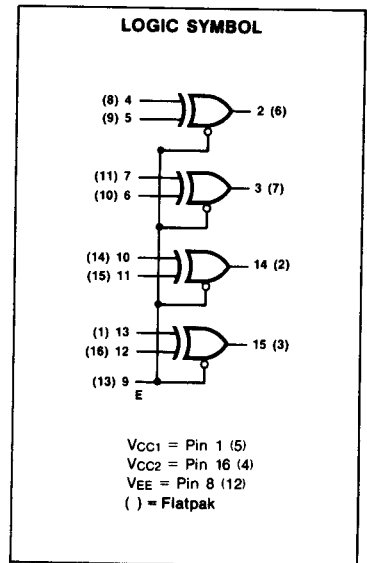 LOGIC SYMBOL
(8) 4
(9) 5
2 (6)
(11) 7
(10) 6
3 (7)
(14) 10
(15) 11
14 (2)
(1) 13
(16) 12
15 (3)
(13) 9
E
VCC1 = Pin 1 (5)
VCC2 = Pin 16 (4)
VEE = Pin 8 (12)
( ) = Flatpak